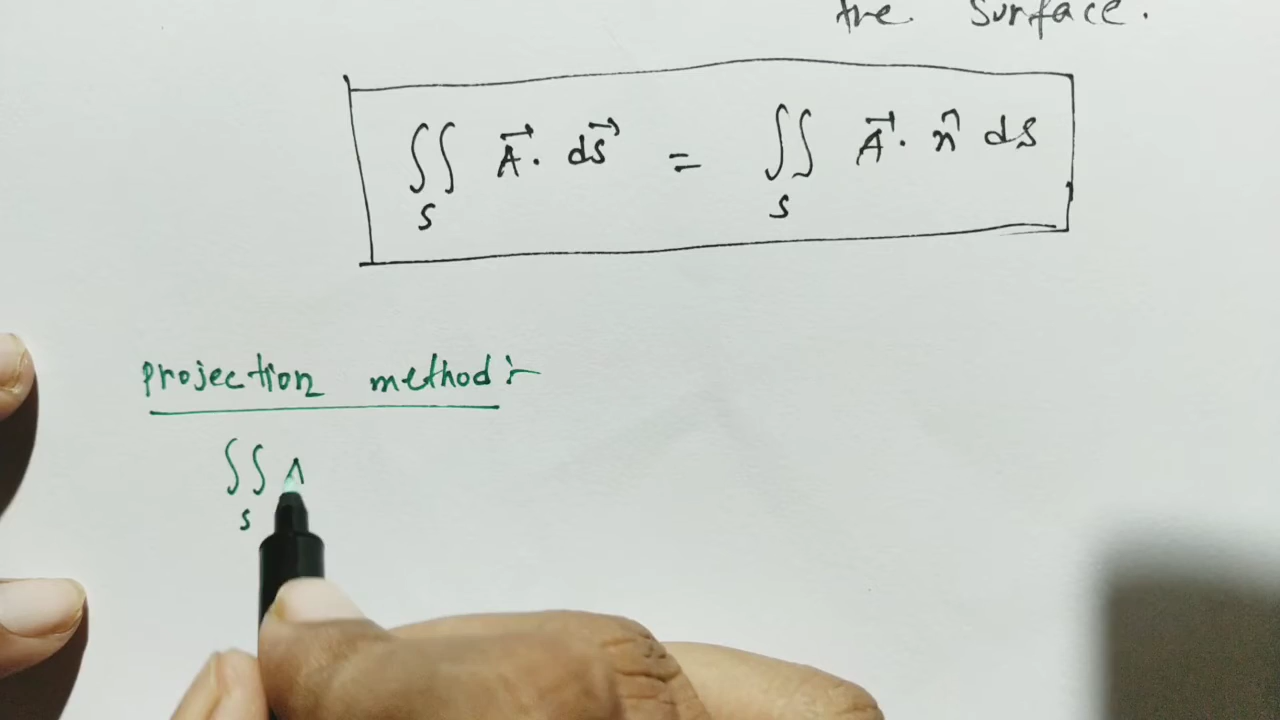 the surface.
∬ A⃗ · ds⃗ = ∬ A⃗ · n̂ ds
S S
projection method :-
∬ A
S